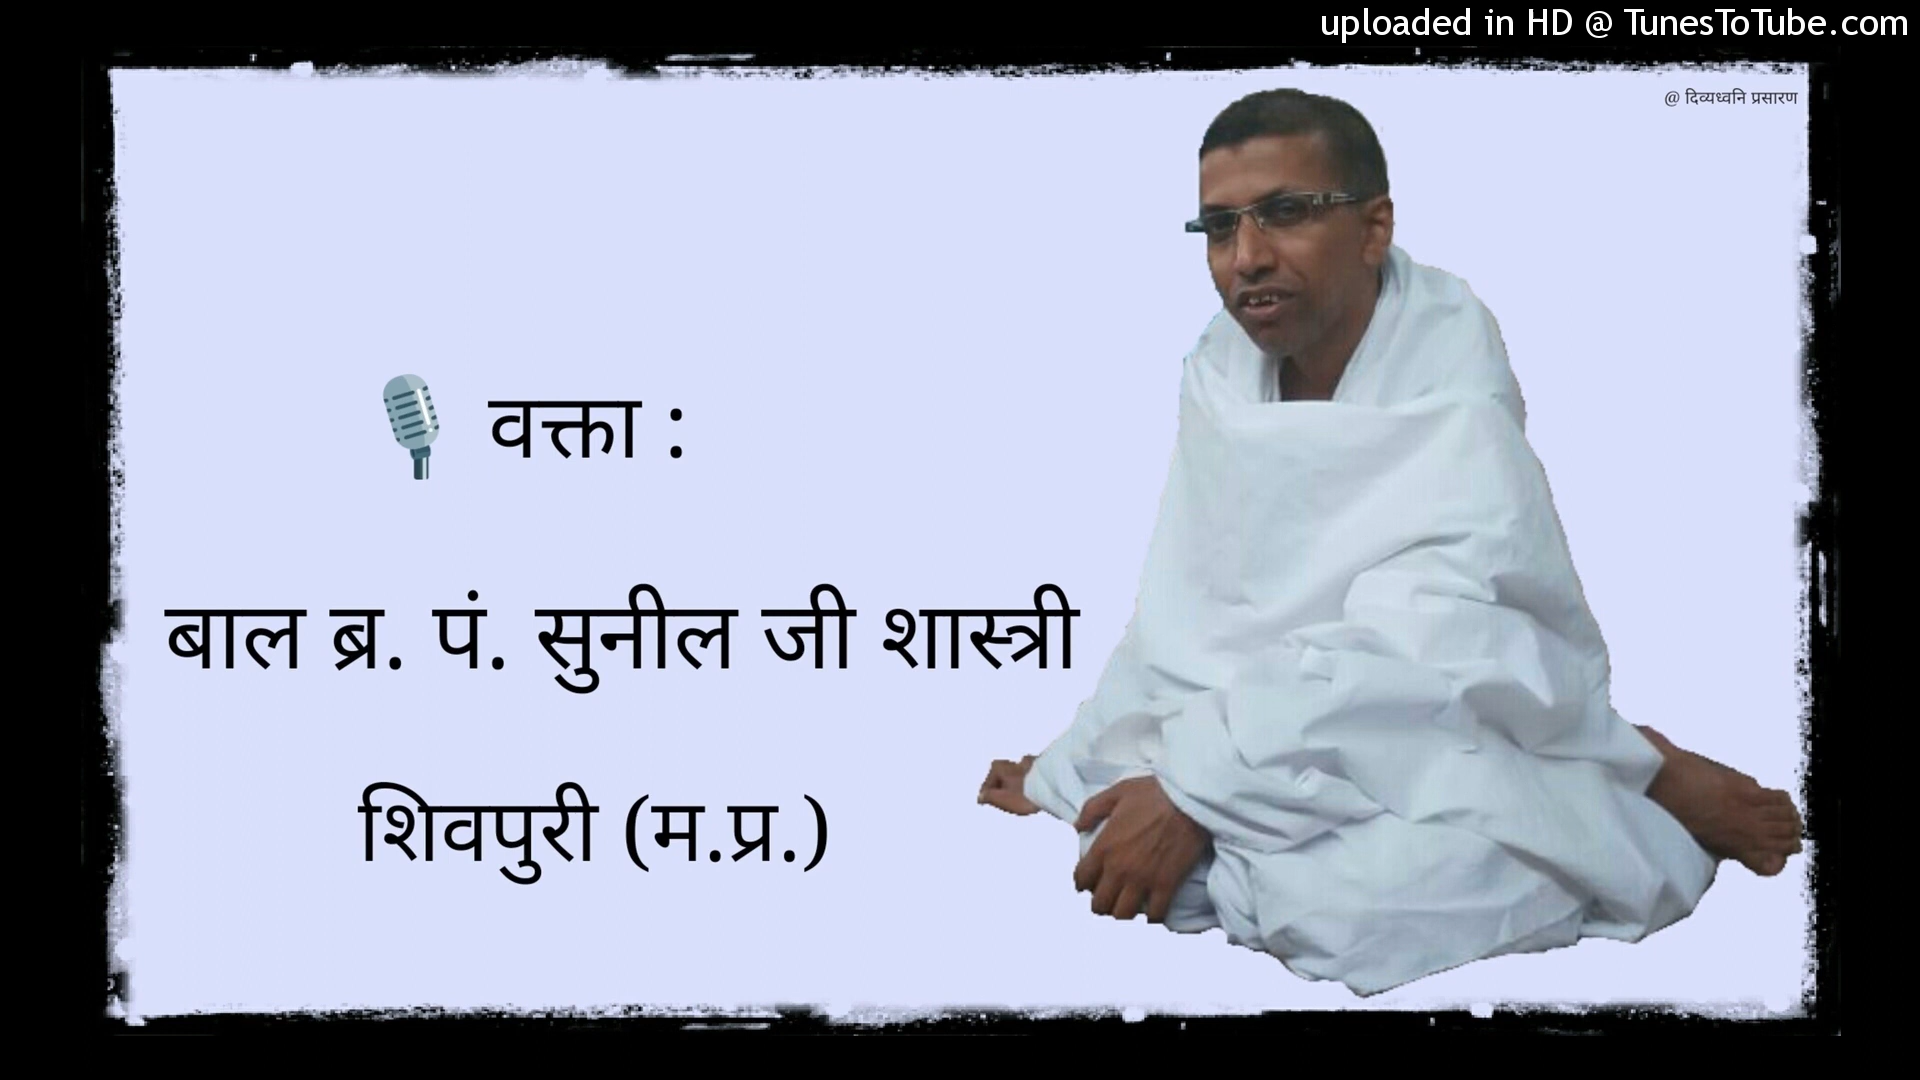 uploaded in HD @ TunesToTube.com
@ दिव्यध्वनि प्रसारण
वक्ता :
बाल ब्र. पं. सुनील जी शास्त्री
शिवपुरी (म.प्र.)